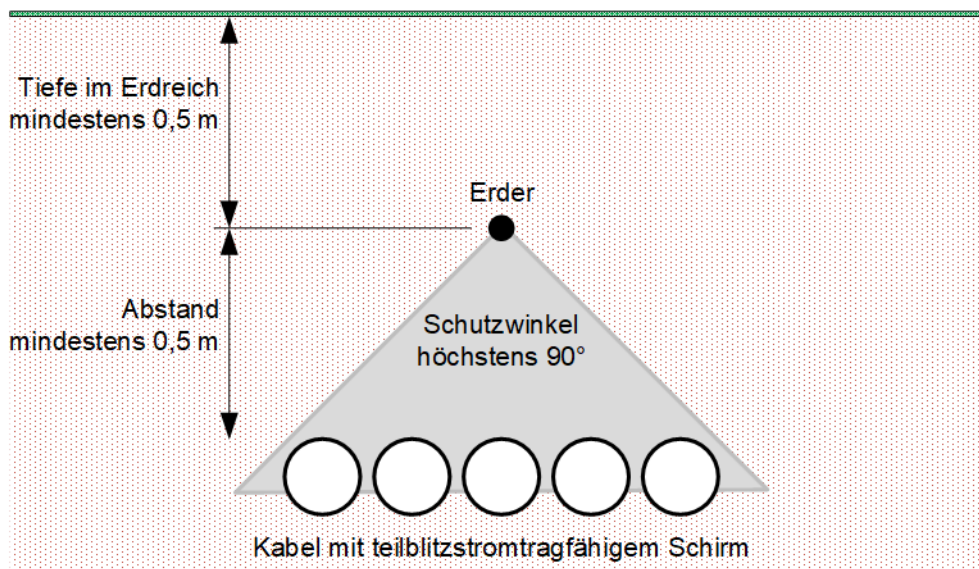 Tiefe im Erdreich
mindestens 0,5 m
Erder
Abstand
mindestens 0,5 m
Schutzwinkel
höchstens 90°
Kabel mit teilblitzstromtragfähigem Schirm